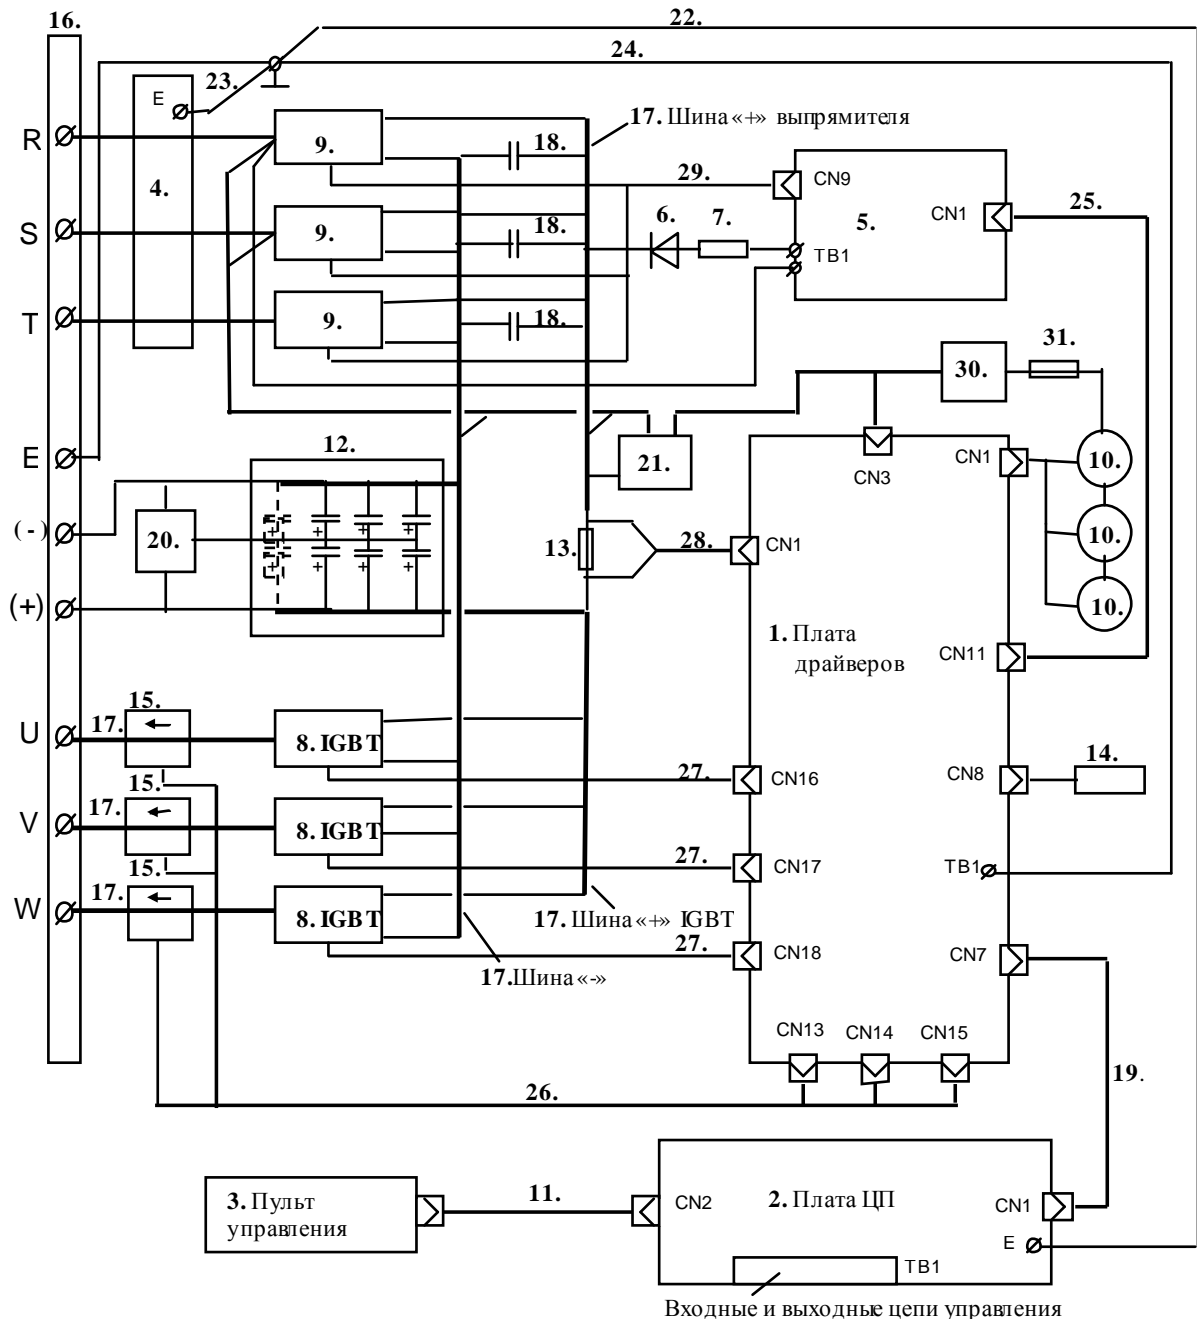 16.
22.
24.
23.
E
R
4.
9.
18.
17. Шина «+» выпрямителя
29.
CN9
CN1
25.
5.
S
9.
18.
6.
7.
TB1
T
9.
18.
31.
30.
E
12.
21.
CN3
CN1
10.
(-)
20.
+ + + +
+ + + +
13.
28.
CN1
10.
(+)
10.
1. Плата
драйверов
CN11
15.
U
17.
8. IGBT
27.
CN16
CN8
14.
15.
V
17.
8. IGBT
27.
CN17
TB1
15.
W
17.
8. IGBT
17. Шина «+» IGBT
27.
CN18
CN7
17. Шина «-»
CN13
CN14
CN15
19.
26.
3. Пульт
управления
11.
CN2
2. Плата ЦП
CN1
E
TB1
Входные и выходные цепи управления